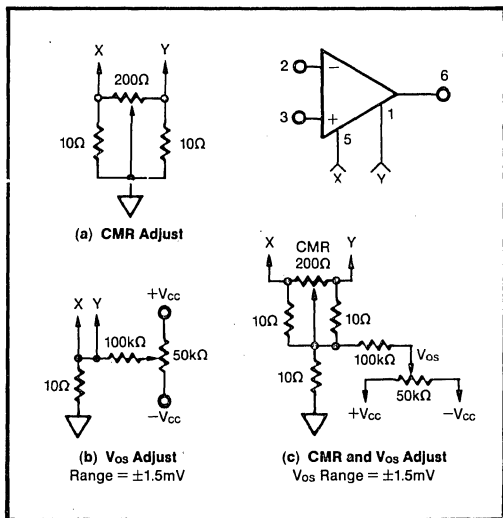 X Y
200Ω
10Ω 10Ω
(a) CMR Adjust
2 − 6
3 + 1
5
X Y
X Y +VCC
100kΩ 50kΩ
10Ω
−VCC
(b) VOS Adjust
Range = ±1.5mV
X CMR Y
200Ω
10Ω 10Ω
100kΩ VOS
10Ω 50kΩ
+VCC −VCC
(c) CMR and VOS Adjust
VOS Range = ±1.5mV